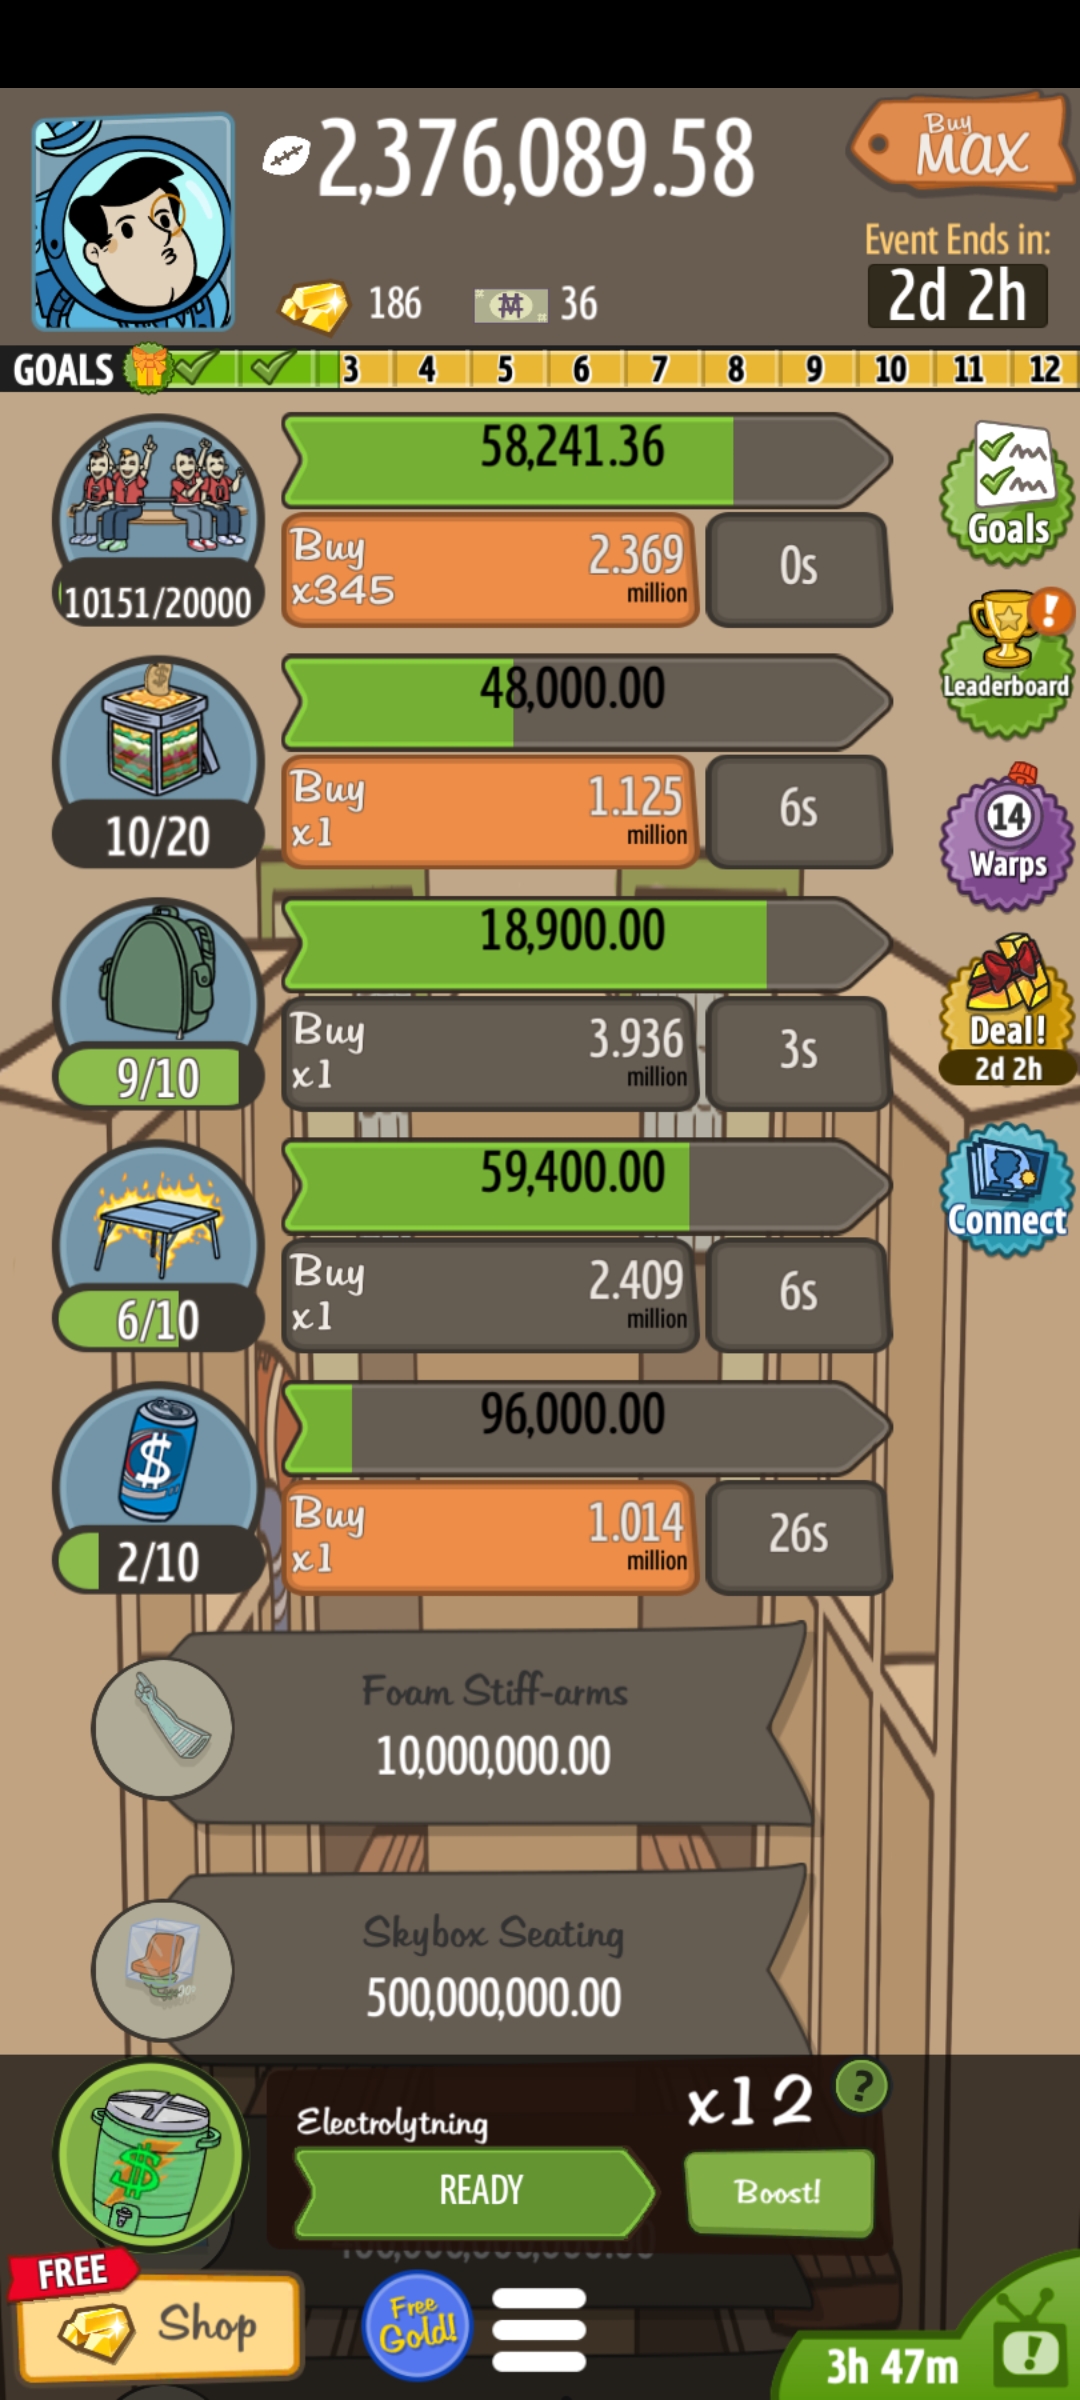 2,376,089.58
Buy
MAX
Event Ends in:
2d 2h
186
36
GOALS 3 4 5 6 7 8 9 10 11 12
58,241.36
Buy
x345
2.369
million
0s
10151/20000
Goals
48,000.00
Buy
x1
1.125
million
6s
10/20
Leaderboard
18,900.00
Buy
x1
3.936
million
3s
9/10
14
Warps
Deal!
2d 2h
59,400.00
Buy
x1
2.409
million
6s
6/10
Connect
96,000.00
Buy
x1
1.014
million
26s
2/10
Foam Stiff-arms
10,000,000.00
Skybox Seating
500,000,000.00
Electrolytning
x12
?
READY
Boost!
FREE
Shop
Free
Gold!
3h 47m